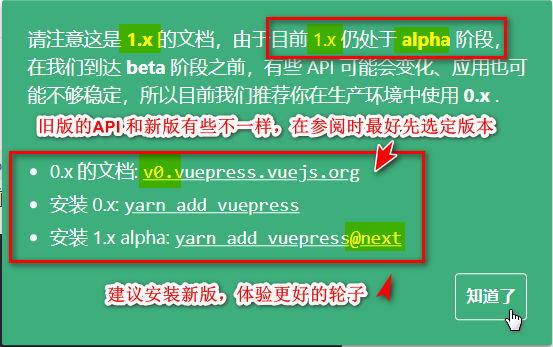 请注意这是 1.x 的文档，由于目前 1.x 仍处于 alpha 阶段，
在我们到达 beta 阶段之前，有些 API 可能会变化、应用也可
能不够稳定，所以目前我们推荐你在生产环境中使用 0.x .
旧版的API 和新版有些不一样，在参阅时最好先选定版本
• 0.x 的文档: v0.vuepress.vuejs.org
• 安装 0.x: yarn add vuepress
• 安装 1.x alpha: yarn add vuepress@next
建议安装新版，体验更好的轮子
知道了